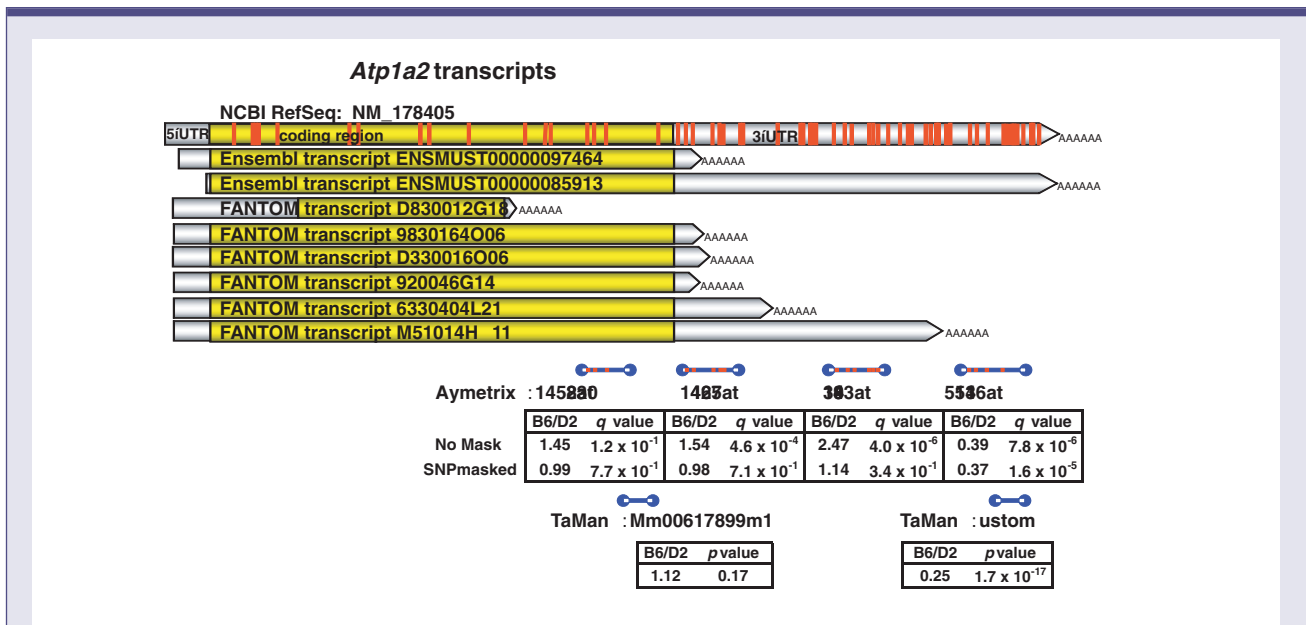 Atp1a2 transcripts
NCBI RefSeq: NM_178405
5íUTR coding region 3íUTR AAAAAA
Ensembl transcript ENSMUST00000097464 AAAAAA
Ensembl transcript ENSMUST00000085913 AAAAAA
FANTOM transcript D830012G18 AAAAAA
FANTOM transcript 9830164O06 AAAAAA
FANTOM transcript D330016O06 AAAAAA
FANTOM transcript 920046G14 AAAAAA
FANTOM transcript 6330404L21 AAAAAA
FANTOM transcript M51014H 11 AAAAAA
Aymetrix :
B6/D2 q value B6/D2 q value B6/D2 q value B6/D2 q value
No Mask 1.45 1.2 x 10⁻¹ 1.54 4.6 x 10⁻⁴ 2.47 4.0 x 10⁻⁶ 0.39 7.8 x 10⁻⁶
SNPmasked 0.99 7.7 x 10⁻¹ 0.98 7.1 x 10⁻¹ 1.14 3.4 x 10⁻¹ 0.37 1.6 x 10⁻⁵
TaMan :Mm00617899m1 TaMan :ustom
B6/D2 p value B6/D2 p value
1.12 0.17 0.25 1.7 x 10⁻¹⁷